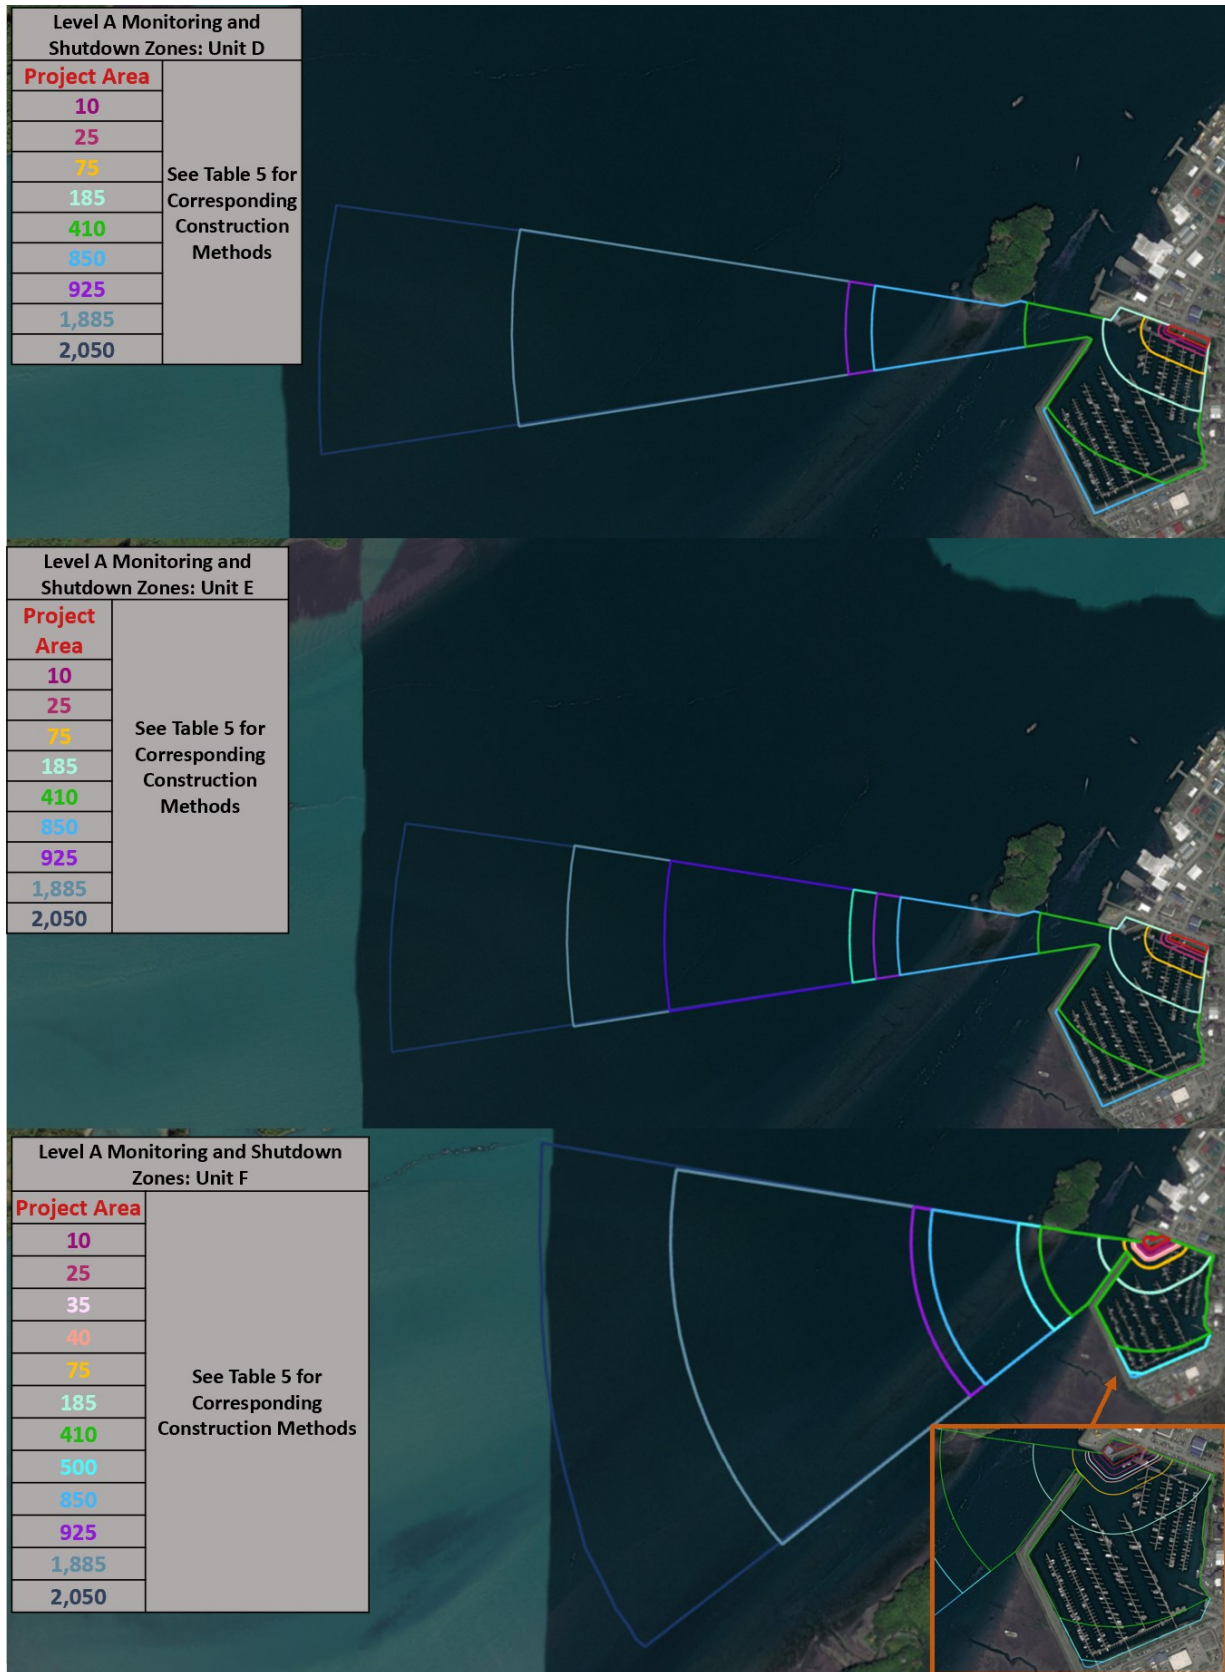 Level A Monitoring and
Shutdown Zones: Unit D
Project Area
10
25
75
185
410
850
925
1,885
2,050
See Table 5 for
Corresponding
Construction
Methods
Level A Monitoring and
Shutdown Zones: Unit E
Project
Area
10
25
75
185
410
850
925
1,885
2,050
See Table 5 for
Corresponding
Construction
Methods
Level A Monitoring and Shutdown
Zones: Unit F
Project Area
10
25
35
40
75
185
410
500
850
925
1,885
2,050
See Table 5 for
Corresponding
Construction Methods